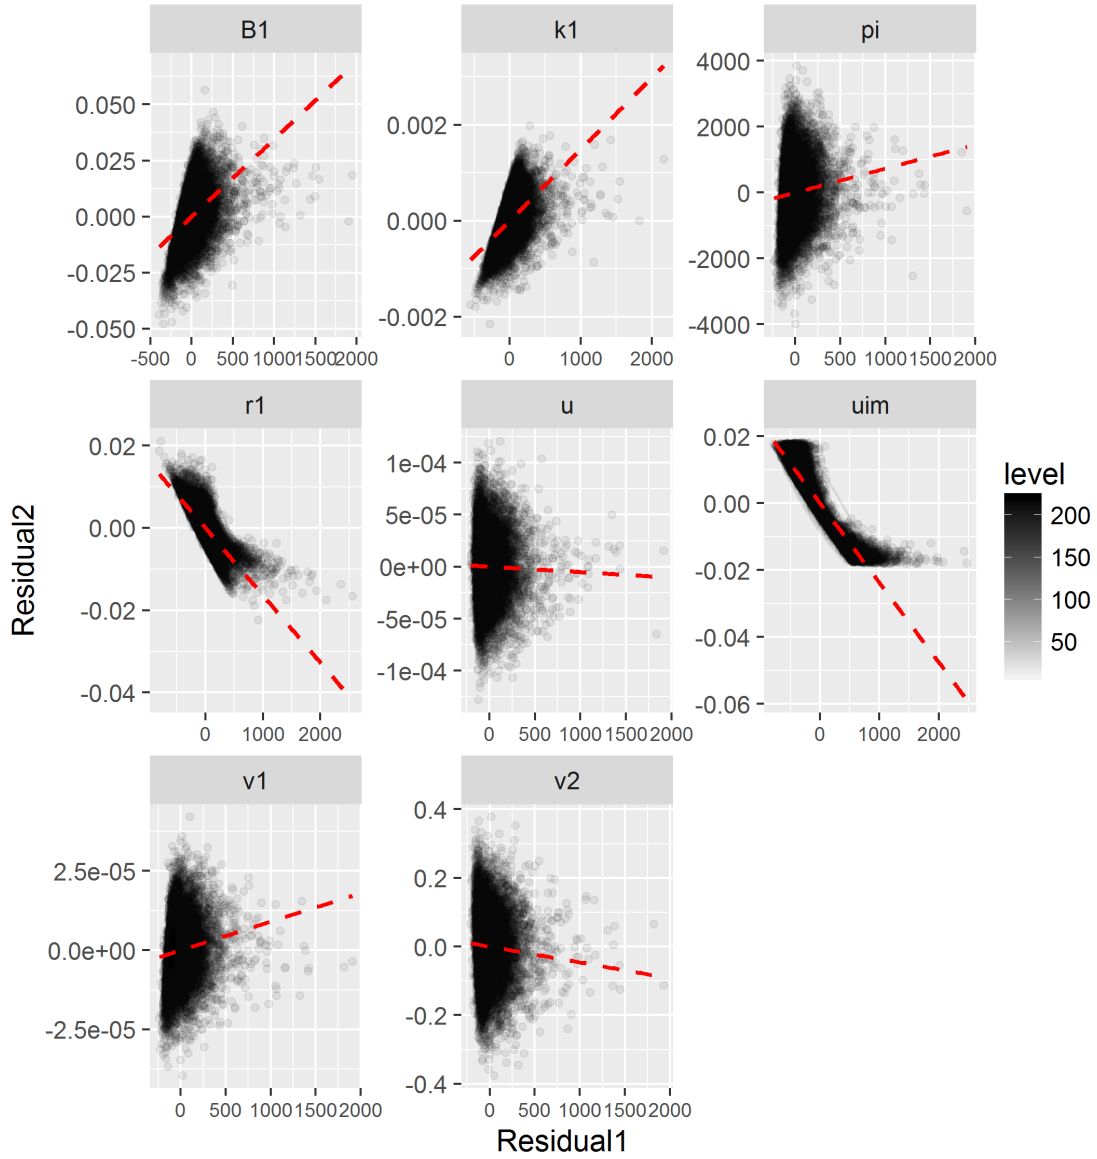 B1
k1
pi
0.050
0.025
0.000
-0.025
-0.050
-500 0 500 1000 1500 2000
0.002
0.000
-0.002
0 500 1000 1500 2000
4000
2000
0
-2000
-4000
0 500 1000 1500 2000
r1
u
uim
0.02
0.00
-0.02
-0.04
0 1000 2000
1e-04
5e-05
0e+00
-5e-05
-1e-04
0 500 1000 1500 2000
0.02
0.00
-0.02
-0.04
-0.06
0 1000 2000
v1
v2
2.5e-05
0.0e+00
-2.5e-05
0 500 1000 1500 2000
0.4
0.2
0.0
-0.2
-0.4
0 500 1000 1500 2000
Residual2
Residual1
level
200
150
100
50